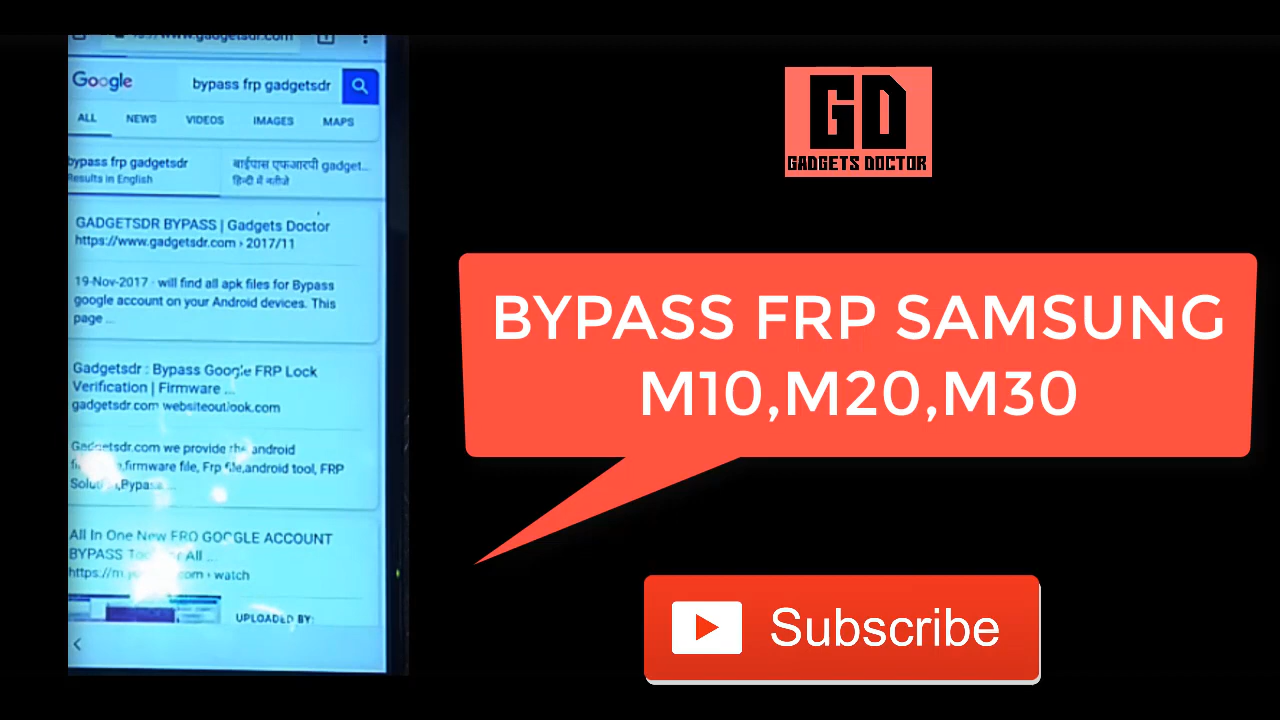 Google
bypass frp gadgetsdr
ALL NEWS VIDEOS IMAGES MAPS
bypass frp gadgetsdr
Results in English
बाईपास एफआरपी gadget...
हिन्दी में नतीजे
GADGETSDR BYPASS | Gadgets Doctor
https://www.gadgetsdr.com › 2017/11
19-Nov-2017 · will find all apk files for Bypass
google account on your Android devices. This
page ...
Gadgetsdr : Bypass Google FRP Lock
Verification | Firmware ...
gadgetsdr.com websiteoutlook.com
Gadgetsdr.com we provide the android
firmware file, Frp file,android tool, FRP
All In One New FRO GOOGLE ACCOUNT
BYPASS All ...
watch
UPLOADED BY:
GD
GADGETS DOCTOR
BYPASS FRP SAMSUNG
M10,M20,M30
Subscribe